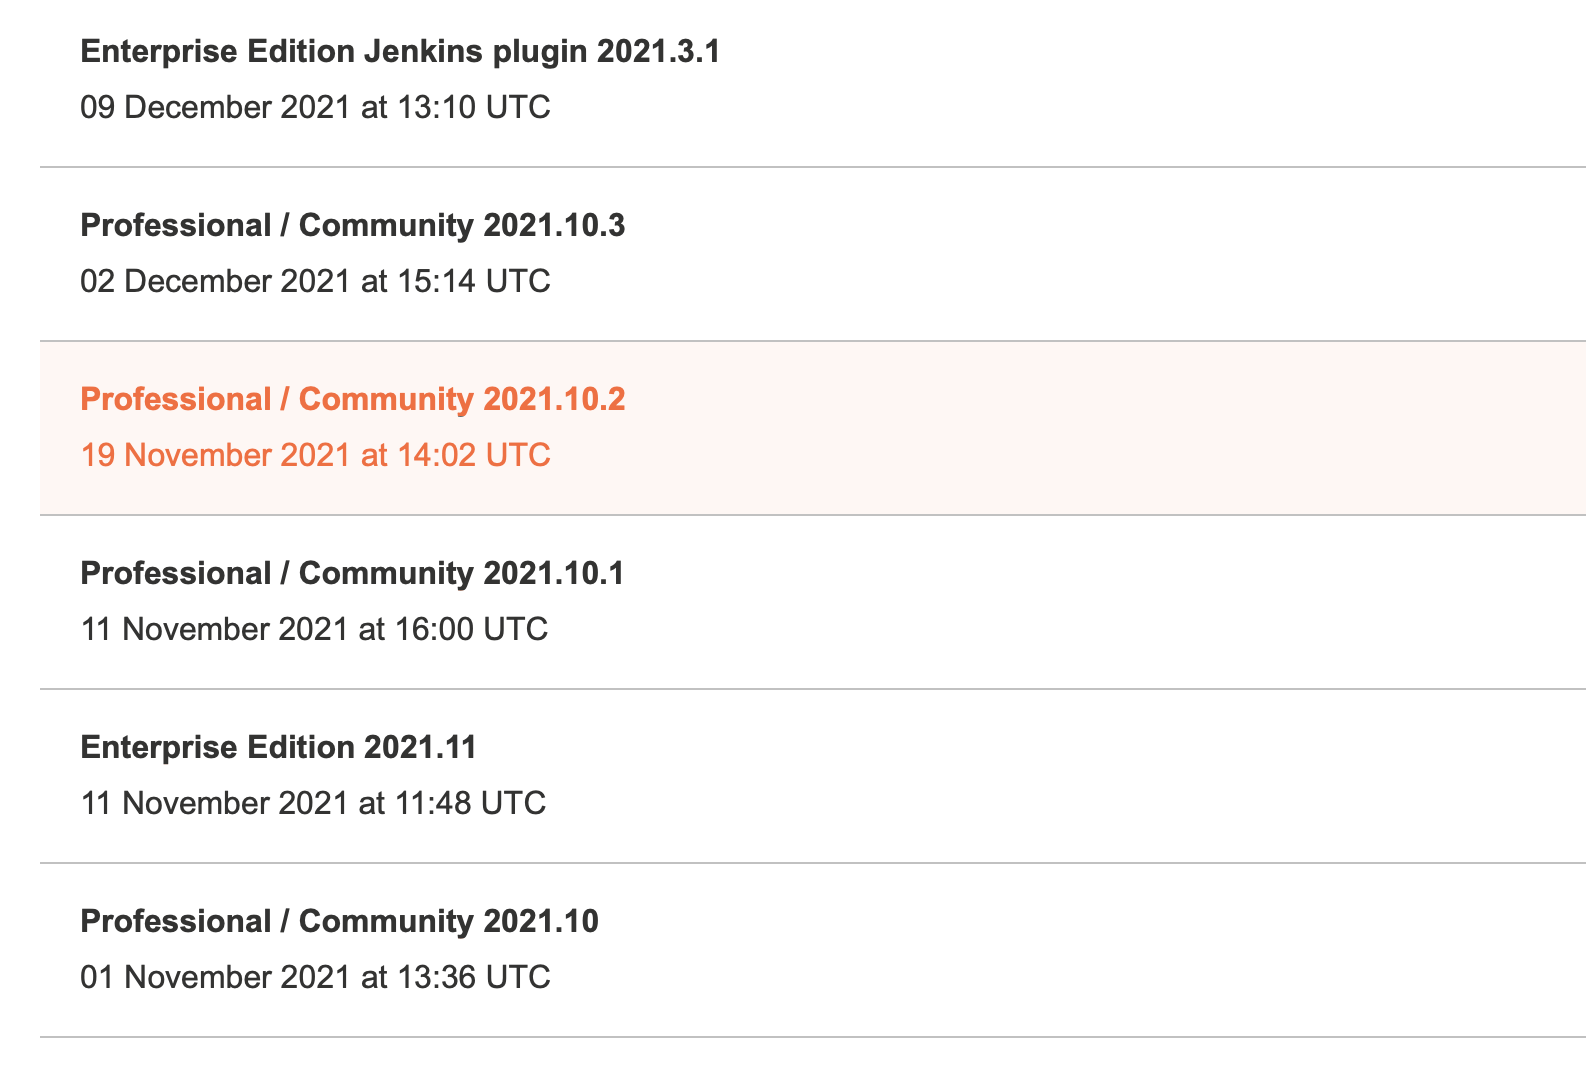 Enterprise Edition Jenkins plugin 2021.3.1
09 December 2021 at 13:10 UTC
Professional / Community 2021.10.3
02 December 2021 at 15:14 UTC
Professional / Community 2021.10.2
19 November 2021 at 14:02 UTC
Professional / Community 2021.10.1
11 November 2021 at 16:00 UTC
Enterprise Edition 2021.11
11 November 2021 at 11:48 UTC
Professional / Community 2021.10
01 November 2021 at 13:36 UTC